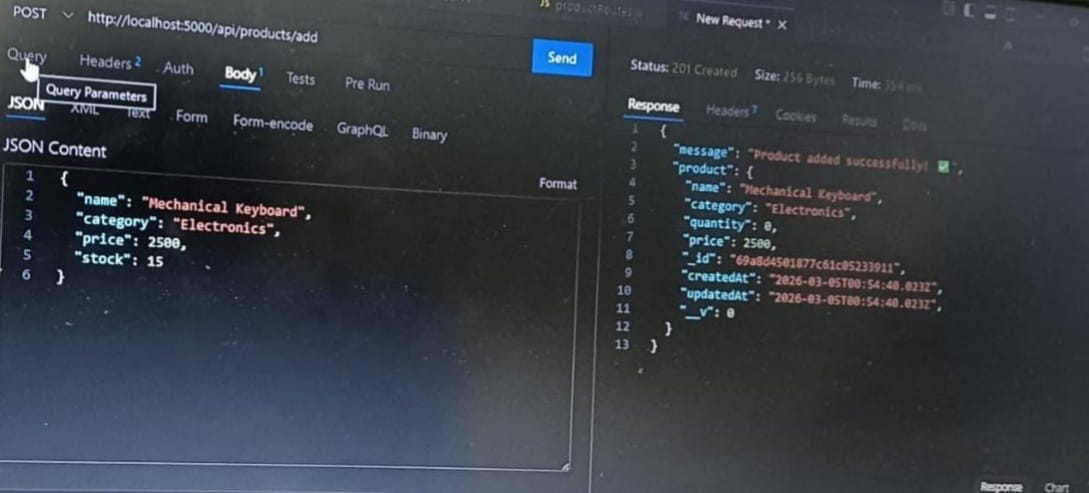 productRoutes.js
New Request * ×
POST http://localhost:5000/api/products/add
Send
Query Headers 2 Auth Body 1 Tests Pre Run
Query Parameters
JSON XML Text Form Form-encode GraphQL Binary
JSON Content
Format
1 {
2 "name": "Mechanical Keyboard",
3 "category": "Electronics",
4 "price": 2500,
5 "stock": 15
6 }
Status: 201 Created Size: 256 Bytes Time: 354 ms
Response Headers 7 Cookies Results Docs
1 {
2 "message": "Product added successfully! ✅",
3 "product": {
4 "name": "Mechanical Keyboard",
5 "category": "Electronics",
6 "quantity": 0,
7 "price": 2500,
8 "_id": "69a8d4501877c61c05233911",
9 "createdAt": "2026-03-05T00:54:40.023Z",
10 "updatedAt": "2026-03-05T00:54:40.023Z",
11 "__v": 0
12 }
13 }
Response Chart